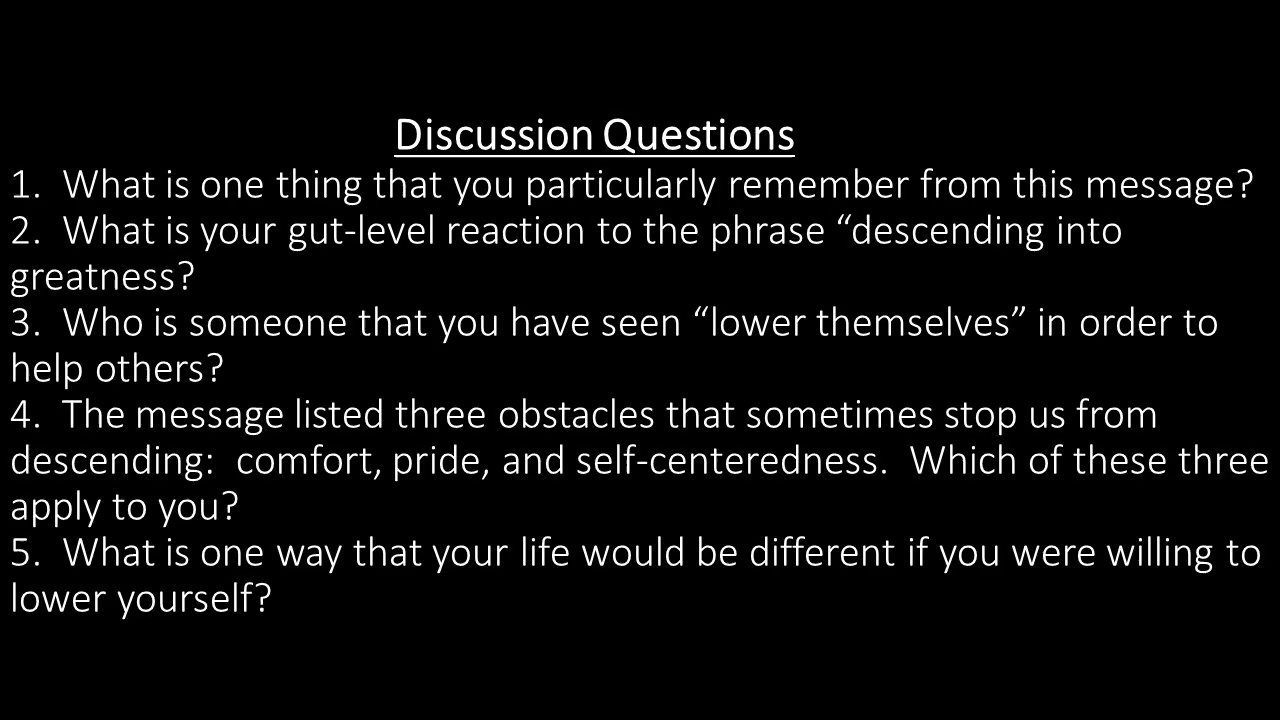 Discussion Questions
1.  What is one thing that you particularly remember from this message?
2.  What is your gut-level reaction to the phrase “descending into
greatness?
3.  Who is someone that you have seen “lower themselves” in order to
help others?
4.  The message listed three obstacles that sometimes stop us from
descending:  comfort, pride, and self-centeredness.  Which of these three
apply to you?
5.  What is one way that your life would be different if you were willing to
lower yourself?